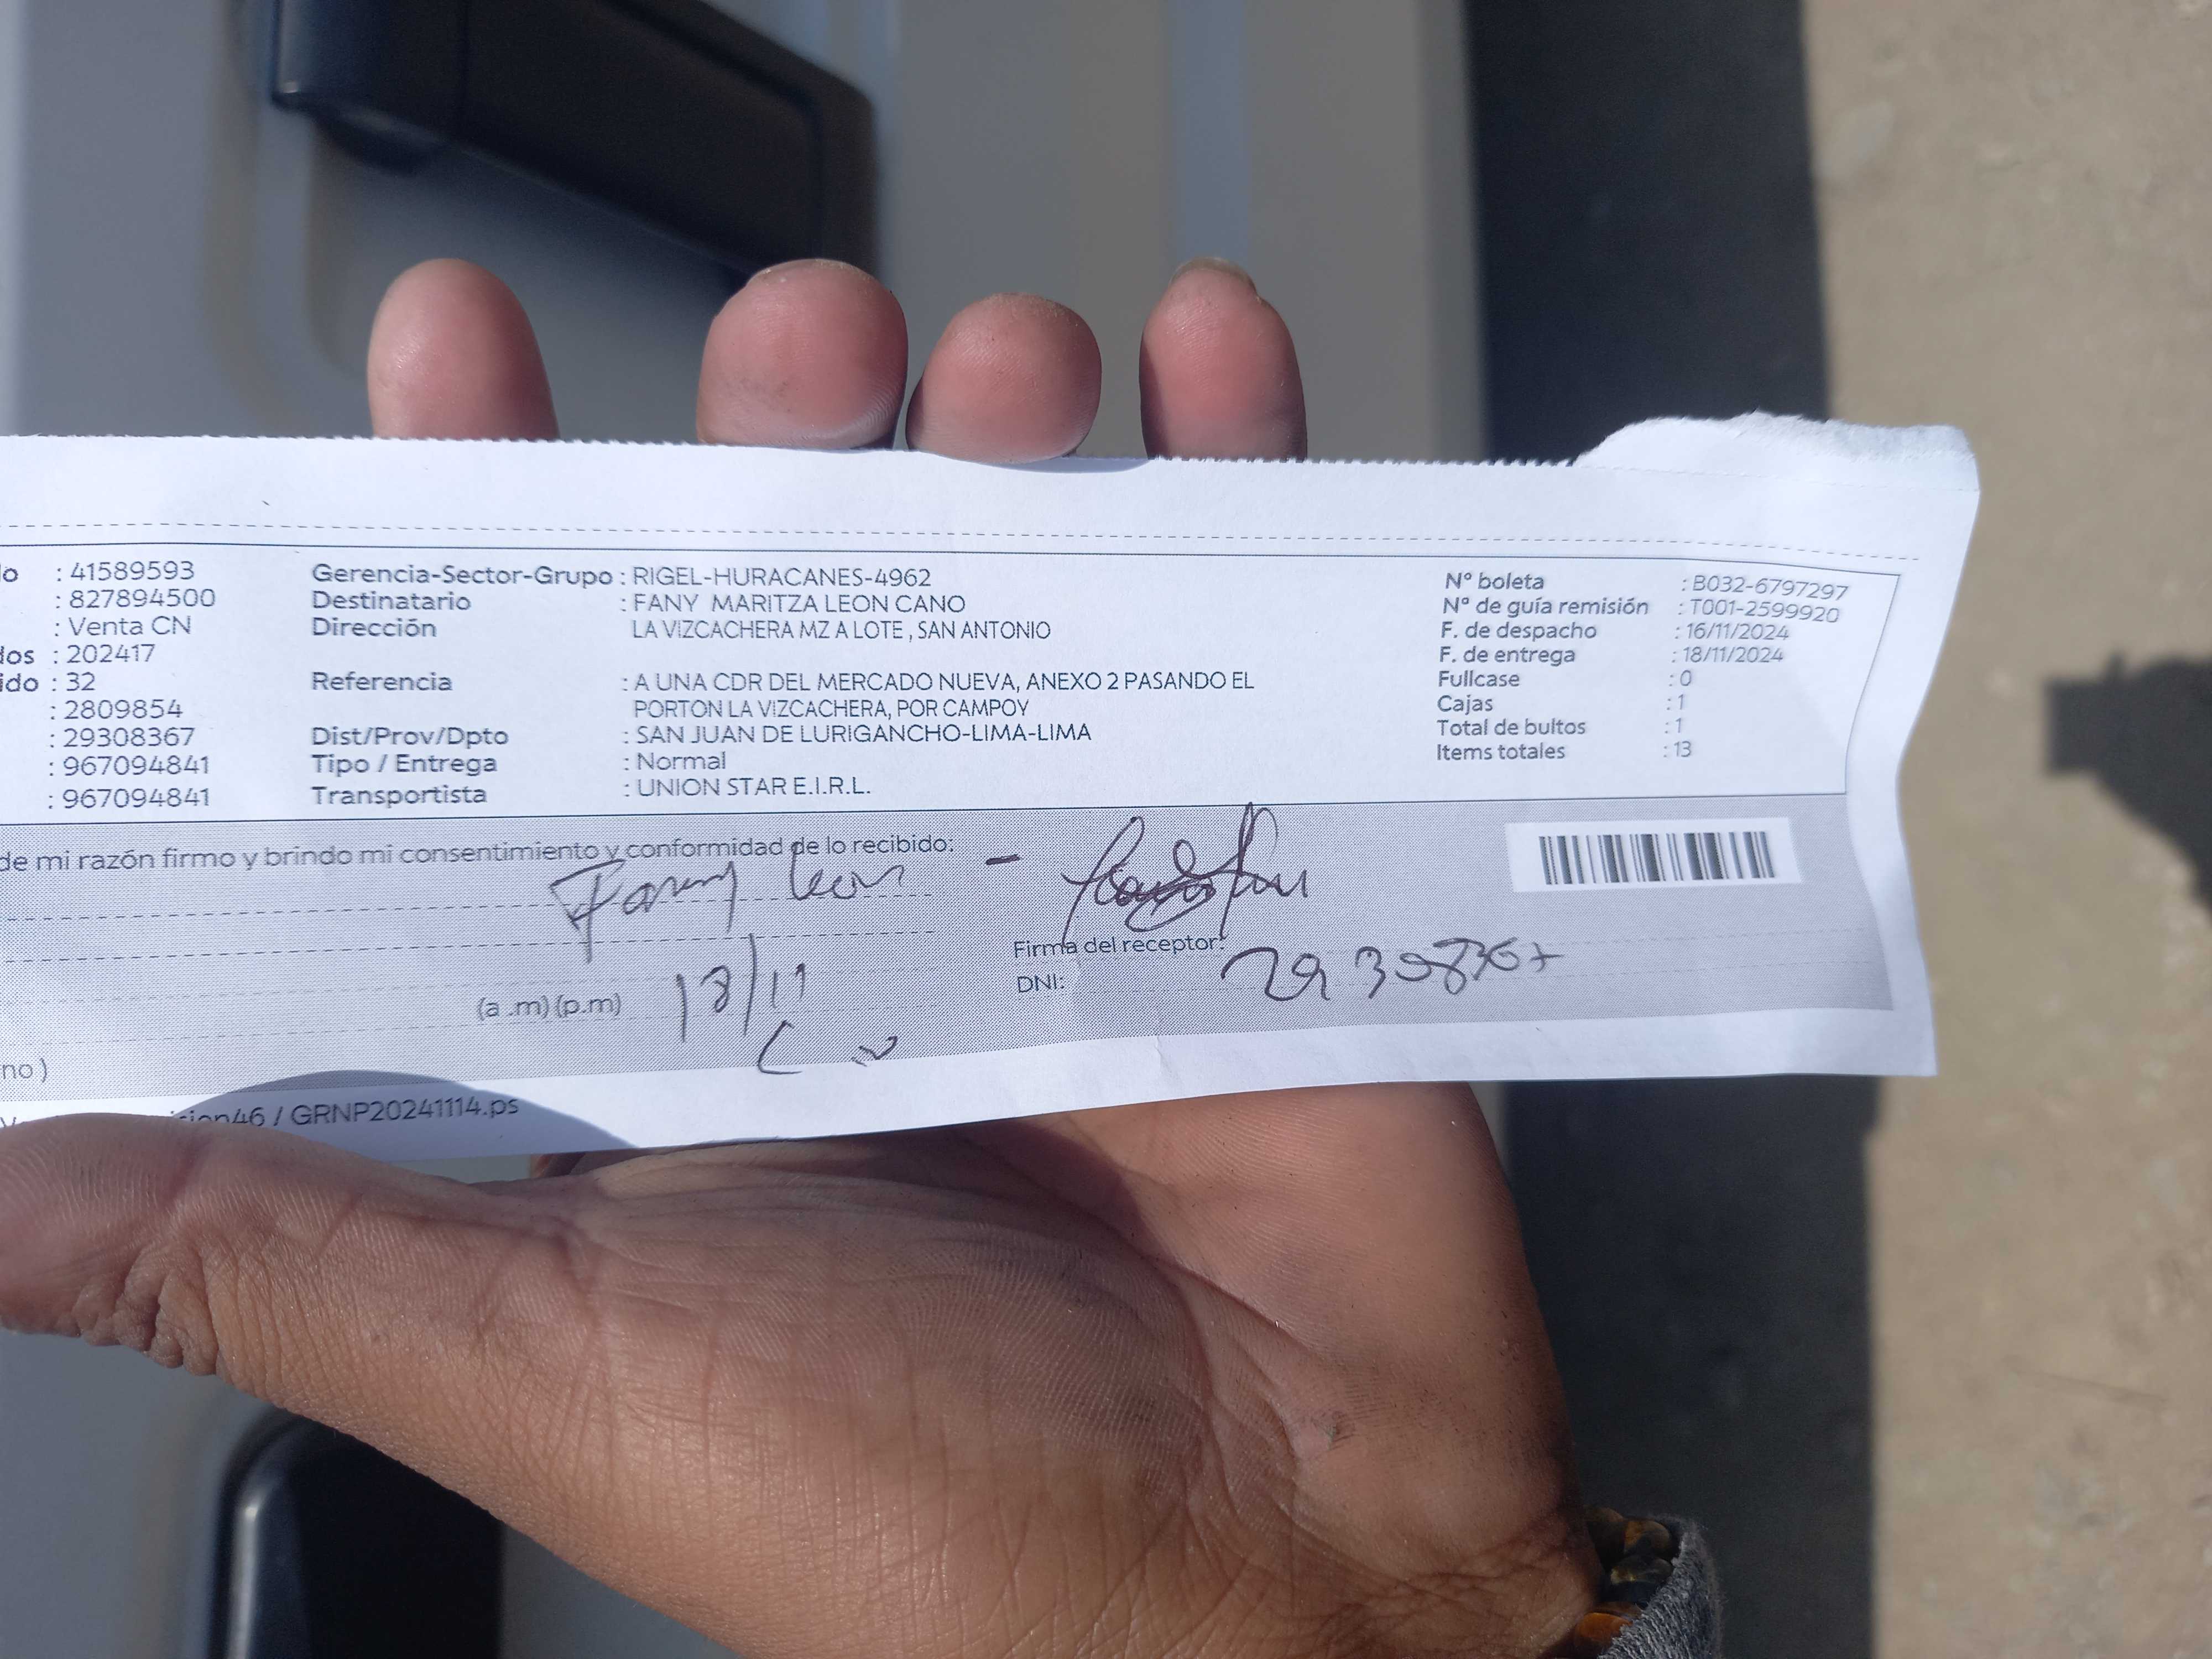 do : 41589593
: 827894500
: Venta CN
dos : 202417
ido : 32
: 2809854
: 29308367
: 967094841
: 967094841
Gerencia-Sector-Grupo : RIGEL-HURACANES-4962
Destinatario : FANY MARITZA LEON CANO
Dirección LA VIZCACHERA MZ A LOTE , SAN ANTONIO
Referencia : A UNA CDR DEL MERCADO NUEVA, ANEXO 2 PASANDO EL
PORTON LA VIZCACHERA, POR CAMPOY
Dist/Prov/Dpto : SAN JUAN DE LURIGANCHO-LIMA-LIMA
Tipo / Entrega : Normal
Transportista : UNION STAR E.I.R.L.
Nº boleta : B032-6797297
Nº de guía remisión : T001-2599920
F. de despacho : 16/11/2024
F. de entrega : 18/11/2024
Fullcase : 0
Cajas : 1
Total de bultos : 1
Items totales : 13
de mi razón firmo y brindo mi consentimiento y conformidad de lo recibido:
Fany Leon -
Firma del receptor:
DNI: 29308367
(a .m) (p.m) 18/11
no )
sion46 / GRNP20241114.ps